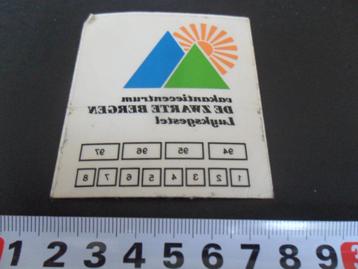 vakantiecentrum
DE ZWARTE BERGEN
Luyksgestel
94 95 96 97
1 2 3 4 5 6 7 8
1 2 3 4 5 6 7 8 9